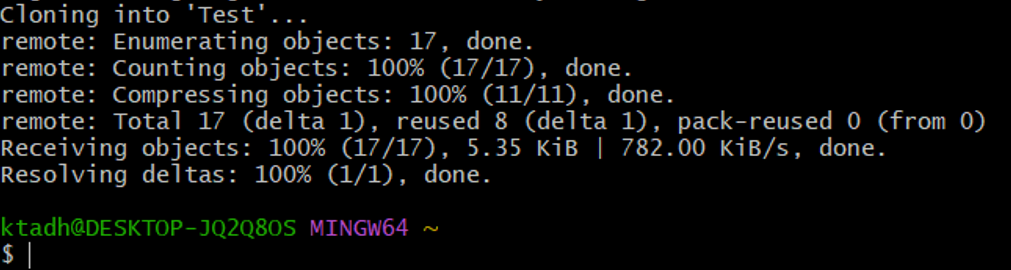 Cloning into 'Test'...
remote: Enumerating objects: 17, done.
remote: Counting objects: 100% (17/17), done.
remote: Compressing objects: 100% (11/11), done.
remote: Total 17 (delta 1), reused 8 (delta 1), pack-reused 0 (from 0)
Receiving objects: 100% (17/17), 5.35 KiB | 782.00 KiB/s, done.
Resolving deltas: 100% (1/1), done.
ktadh@DESKTOP-JQ2Q8OS MINGW64 ~
$